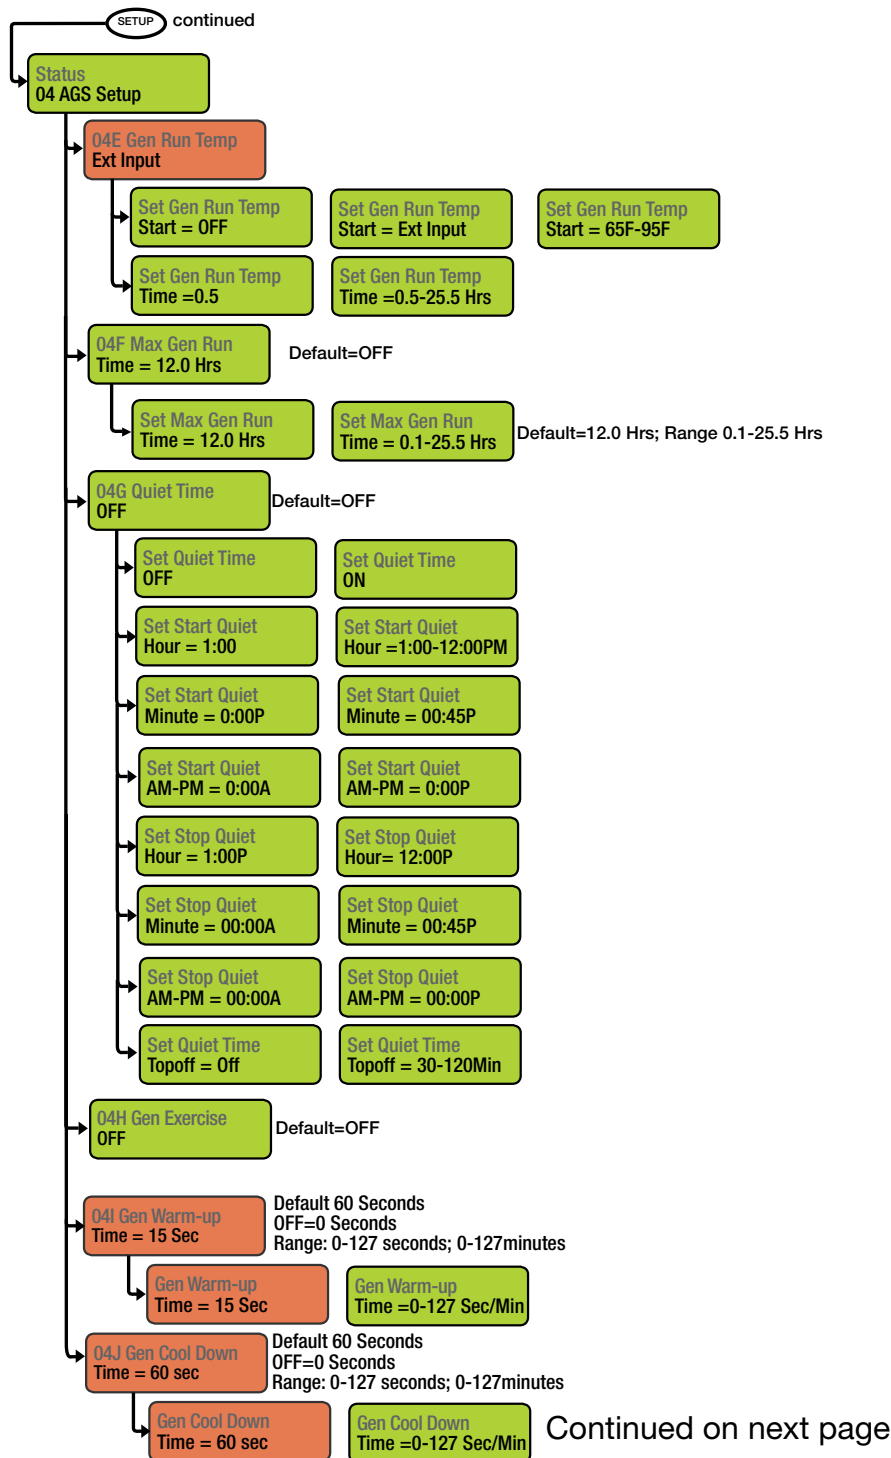 SETUP continued
Status
04 AGS Setup
04E Gen Run Temp
Ext Input
Set Gen Run Temp
Start = OFF
Set Gen Run Temp
Start = Ext Input
Set Gen Run Temp
Start = 65F-95F
Set Gen Run Temp
Time =0.5
Set Gen Run Temp
Time =0.5-25.5 Hrs
04F Max Gen Run
Time = 12.0 Hrs
Default=OFF
Set Max Gen Run
Time = 12.0 Hrs
Set Max Gen Run
Time = 0.1-25.5 Hrs
Default=12.0 Hrs; Range 0.1-25.5 Hrs
04G Quiet Time
OFF
Default=OFF
Set Quiet Time
OFF
Set Quiet Time
ON
Set Start Quiet
Hour = 1:00
Set Start Quiet
Hour =1:00-12:00PM
Set Start Quiet
Minute = 0:00P
Set Start Quiet
Minute = 00:45P
Set Start Quiet
AM-PM = 0:00A
Set Start Quiet
AM-PM = 0:00P
Set Stop Quiet
Hour = 1:00P
Set Stop Quiet
Hour= 12:00P
Set Stop Quiet
Minute = 00:00A
Set Stop Quiet
Minute = 00:45P
Set Stop Quiet
AM-PM = 00:00A
Set Stop Quiet
AM-PM = 00:00P
Set Quiet Time
Topoff = Off
Set Quiet Time
Topoff = 30-120Min
04H Gen Exercise
OFF
Default=OFF
04I Gen Warm-up
Time = 15 Sec
Default 60 Seconds
OFF=0 Seconds
Range: 0-127 seconds; 0-127minutes
Gen Warm-up
Time = 15 Sec
Gen Warm-up
Time =0-127 Sec/Min
04J Gen Cool Down
Time = 60 sec
Default 60 Seconds
OFF=0 Seconds
Range: 0-127 seconds; 0-127minutes
Gen Cool Down
Time = 60 sec
Gen Cool Down
Time =0-127 Sec/Min
Continued on next page